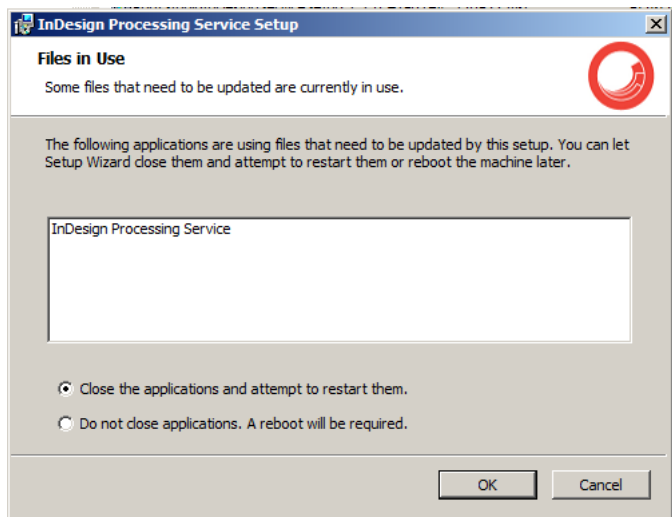 InDesign Processing Service Setup
Files in Use
Some files that need to be updated are currently in use.
The following applications are using files that need to be updated by this setup. You can let
Setup Wizard close them and attempt to restart them or reboot the machine later.
InDesign Processing Service
Close the applications and attempt to restart them.
Do not close applications. A reboot will be required.
OK
Cancel